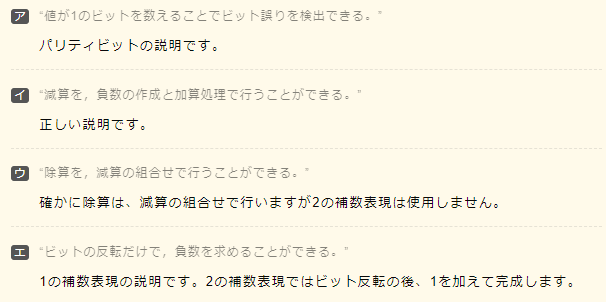 ア “値が1のビットを数えることでビット誤りを検出できる。”
パリティビットの説明です。
イ “減算を，負数の作成と加算処理で行うことができる。”
正しい説明です。
ウ “除算を，減算の組合せで行うことができる。”
確かに除算は、減算の組合せで行いますが2の補数表現は使用しません。
エ “ビットの反転だけで，負数を求めることができる。”
1の補数表現の説明です。2の補数表現ではビット反転の後、1を加えて完成します。